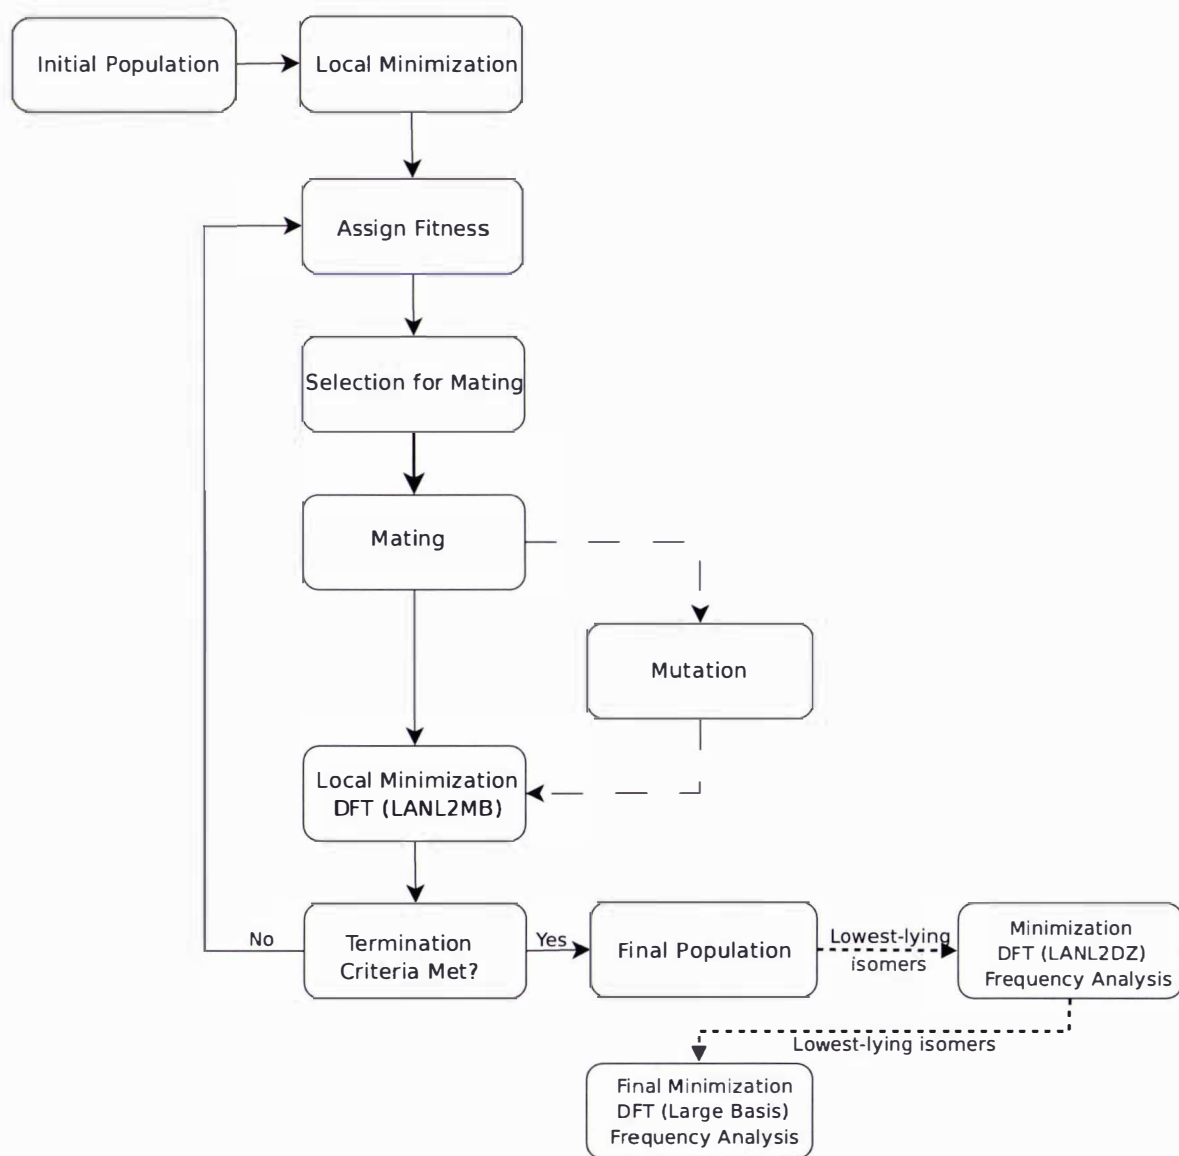 Initial Population
Local Minimization
Assign Fitness
Selection for Mating
Mating
Mutation
Local Minimization
DFT (LANL2MB)
No
Termination
Criteria Met?
Yes
Final Population
Lowest-lying
isomers
Minimization
DFT (LANL2DZ)
Frequency Analysis
Lowest-lying isomers
Final Minimization
DFT (Large Basis)
Frequency Analysis